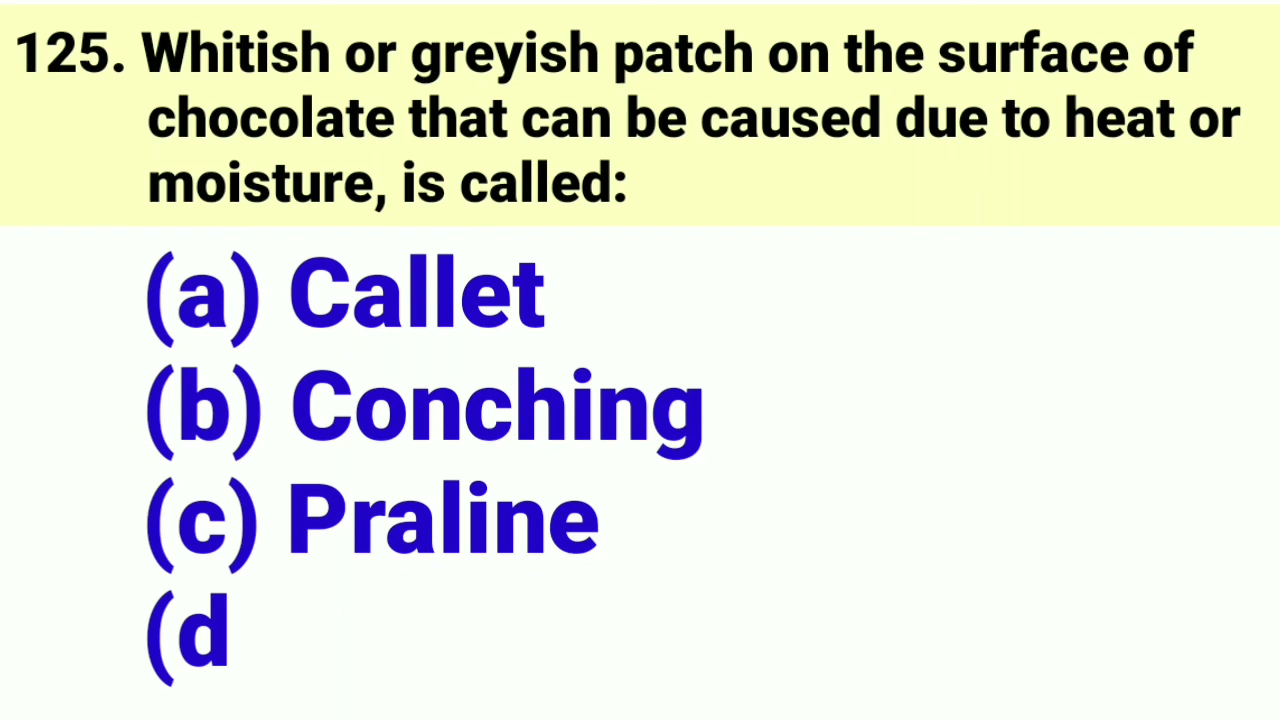 125. Whitish or greyish patch on the surface of
chocolate that can be caused due to heat or
moisture, is called:
(a) Callet
(b) Conching
(c) Praline
(d